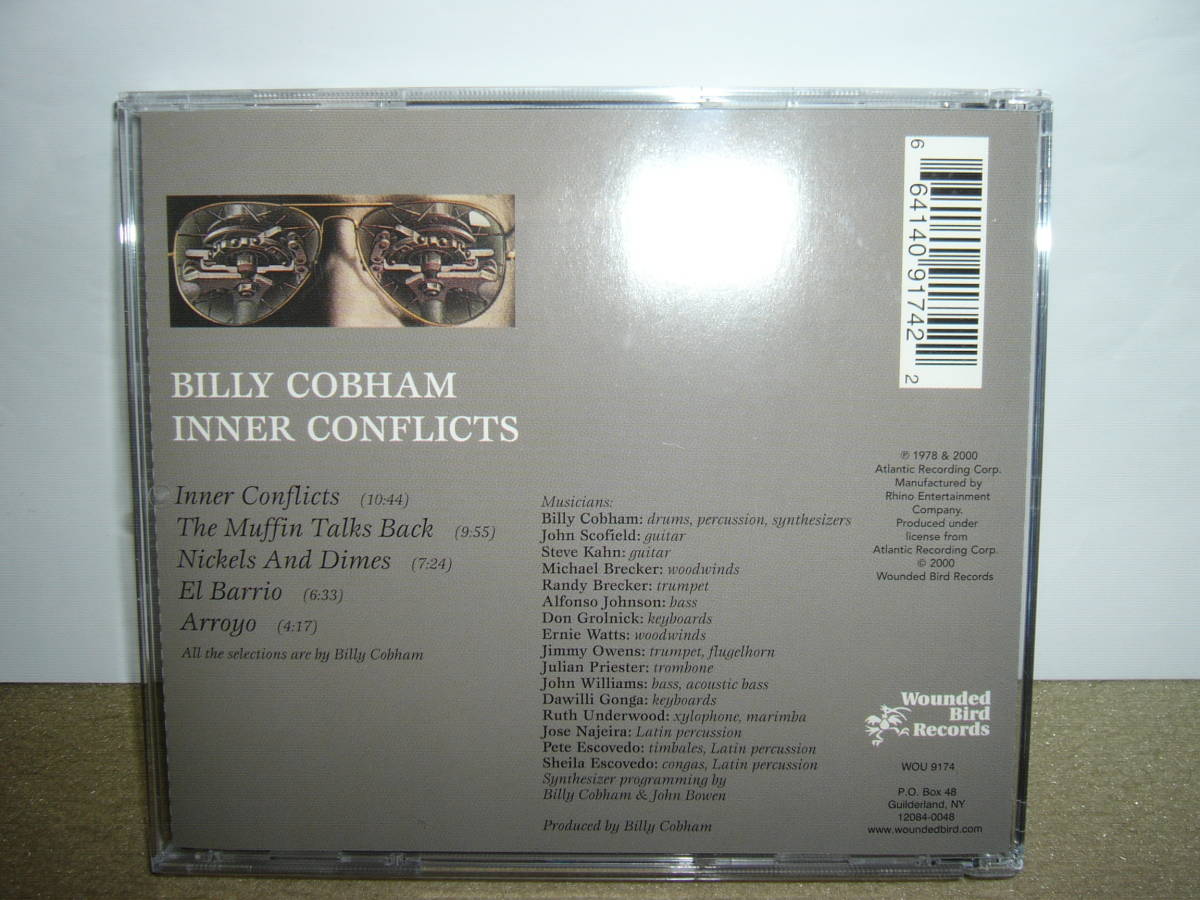 BILLY COBHAM
INNER CONFLICTS
Inner Conflicts (10:44)
The Muffin Talks Back (9:55)
Nickels And Dimes (7:24)
El Barrio (6:33)
Arroyo (4:17)
All the selections are by Billy Cobham
Musicians:
Billy Cobham: drums, percussion, synthesizers
John Scofield: guitar
Steve Kahn: guitar
Michael Brecker: woodwinds
Randy Brecker: trumpet
Alfonso Johnson: bass
Don Grolnick: keyboards
Ernie Watts: woodwinds
Jimmy Owens: trumpet, flugelhorn
Julian Priester: trombone
John Williams: bass, acoustic bass
Dawilli Gonga: keyboards
Ruth Underwood: xylophone, marimba
Jose Najeira: Latin percussion
Pete Escovedo: timbales, Latin percussion
Sheila Escovedo: congas, Latin percussion
Synthesizer programming by
Billy Cobham & John Bowen
Produced by Billy Cobham
6 64140 91742 2
℗ 1978 & 2000
Atlantic Recording Corp.
Manufactured by
Rhino Entertainment
Company.
Produced under
license from
Atlantic Recording Corp.
© 2000
Wounded Bird Records
Wounded
Bird
Records
WOU 9174
P.O. Box 48
Guilderland, NY
12084-0048
www.woundedbird.com